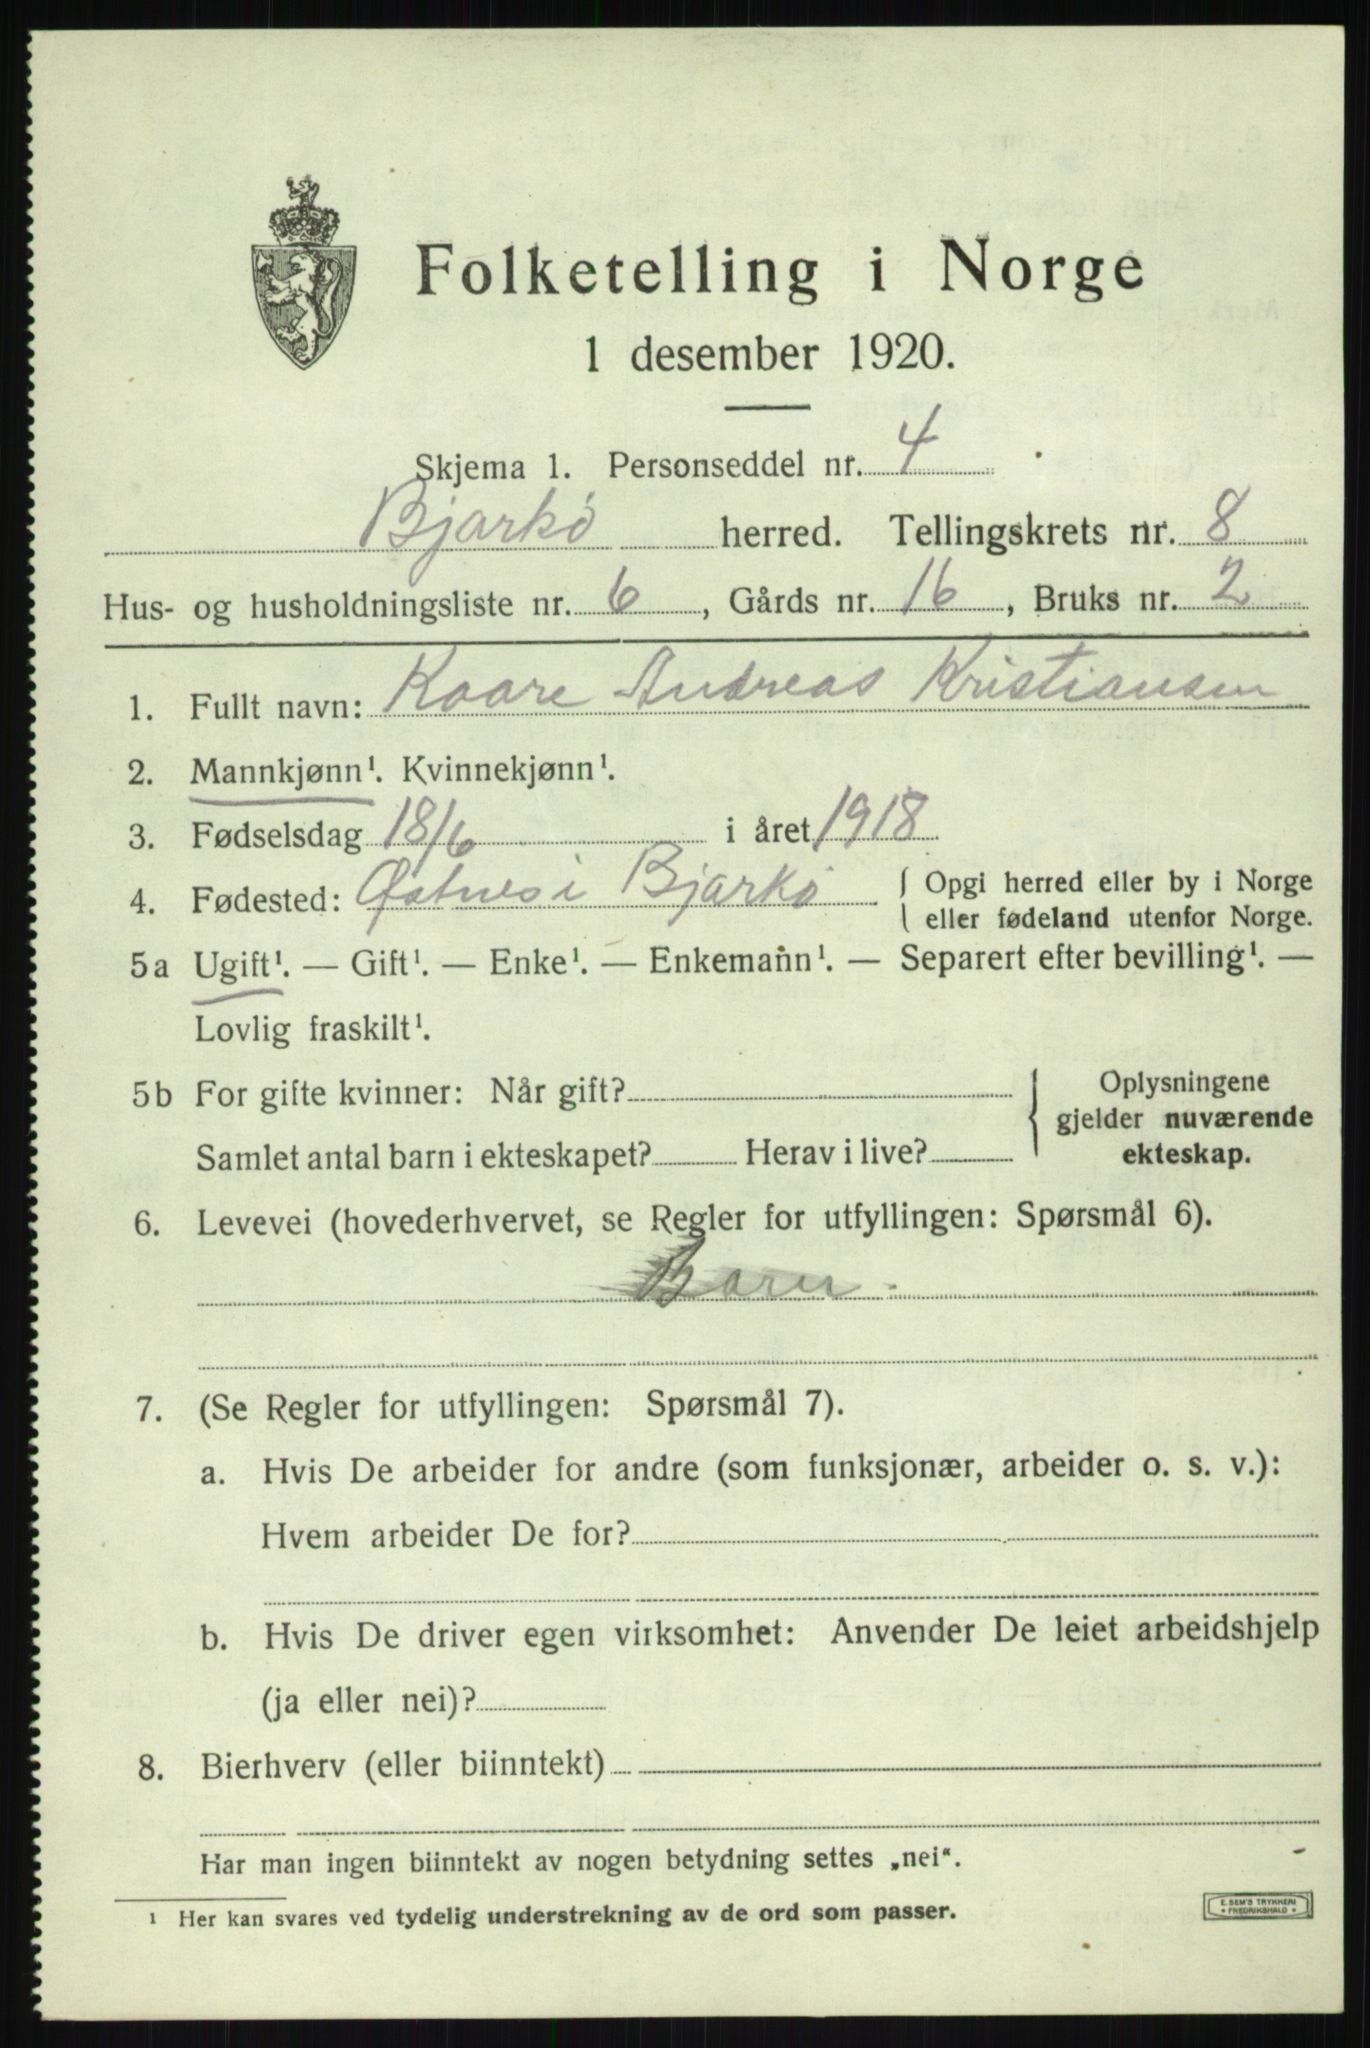 Folketelling i Norge
1 desember 1920.
Skjema 1. Personseddel nr. 4
Bjarkö herred. Tellingskrets nr. 8
Hus- og husholdningsliste nr. 6, Gårds nr. 16, Bruks nr. 2
1. Fullt navn: Kaare Andreas Kristiansen
2. Mannkjønn¹. Kvinnekjønn¹.
3. Fødselsdag 18/6 i året 1918
4. Fødested: Østnes i Bjarkö { Opgi herred eller by i Norge
eller fødeland utenfor Norge.
5a Ugift¹. — Gift¹. — Enke¹. — Enkemann¹. — Separert efter bevilling¹. —
Lovlig fraskilt¹.
5b For gifte kvinner: Når gift?
Samlet antal barn i ekteskapet? Herav i live?
{ Oplysningene
gjelder nuværende
ekteskap.
6. Levevei (hovederhvervet, se Regler for utfyllingen: Spørsmål 6).
Barn.
7. (Se Regler for utfyllingen: Spørsmål 7).
a. Hvis De arbeider for andre (som funksjonær, arbeider o. s. v.):
Hvem arbeider De for?
b. Hvis De driver egen virksomhet: Anvender De leiet arbeidshjelp
(ja eller nei)?
8. Bierhverv (eller biinntekt)
Har man ingen biinntekt av nogen betydning settes „nei“.
¹ Her kan svares ved tydelig understrekning av de ord som passer.
E. SEM'S TRYKKERI
• FREDRIKSHALD •